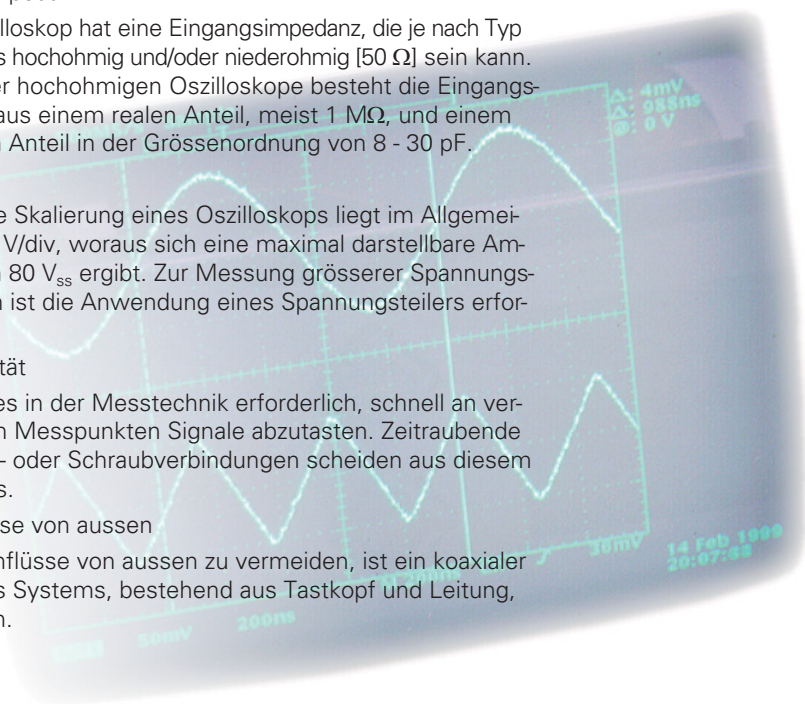 illoskop hat eine Eingangsimpedanz, die je nach Typ
s hochohmig und/oder niederohmig [50 Ω] sein kann.
er hochohmigen Oszilloskope besteht die Eingangs-
aus einem realen Anteil, meist 1 MΩ, und einem
n Anteil in der Grössenordnung von 8 - 30 pF.
e Skalierung eines Oszilloskops liegt im Allgemei-
V/div, woraus sich eine maximal darstellbare Am-
n 80 Vss ergibt. Zur Messung grösserer Spannungs-
n ist die Anwendung eines Spannungsteilers erfor-
tät
es in der Messtechnik erforderlich, schnell an ver-
n Messpunkten Signale abzutasten. Zeitraubende
- oder Schraubverbindungen scheiden aus diesem
s.
sse von aussen
nflüsse von aussen zu vermeiden, ist ein koaxialer
s Systems, bestehend aus Tastkopf und Leitung,
n.
Δ: 4mV
Δ: 988ns
@: 0 V
30mV
14 Feb 1999
20:07:
50mV 200ns